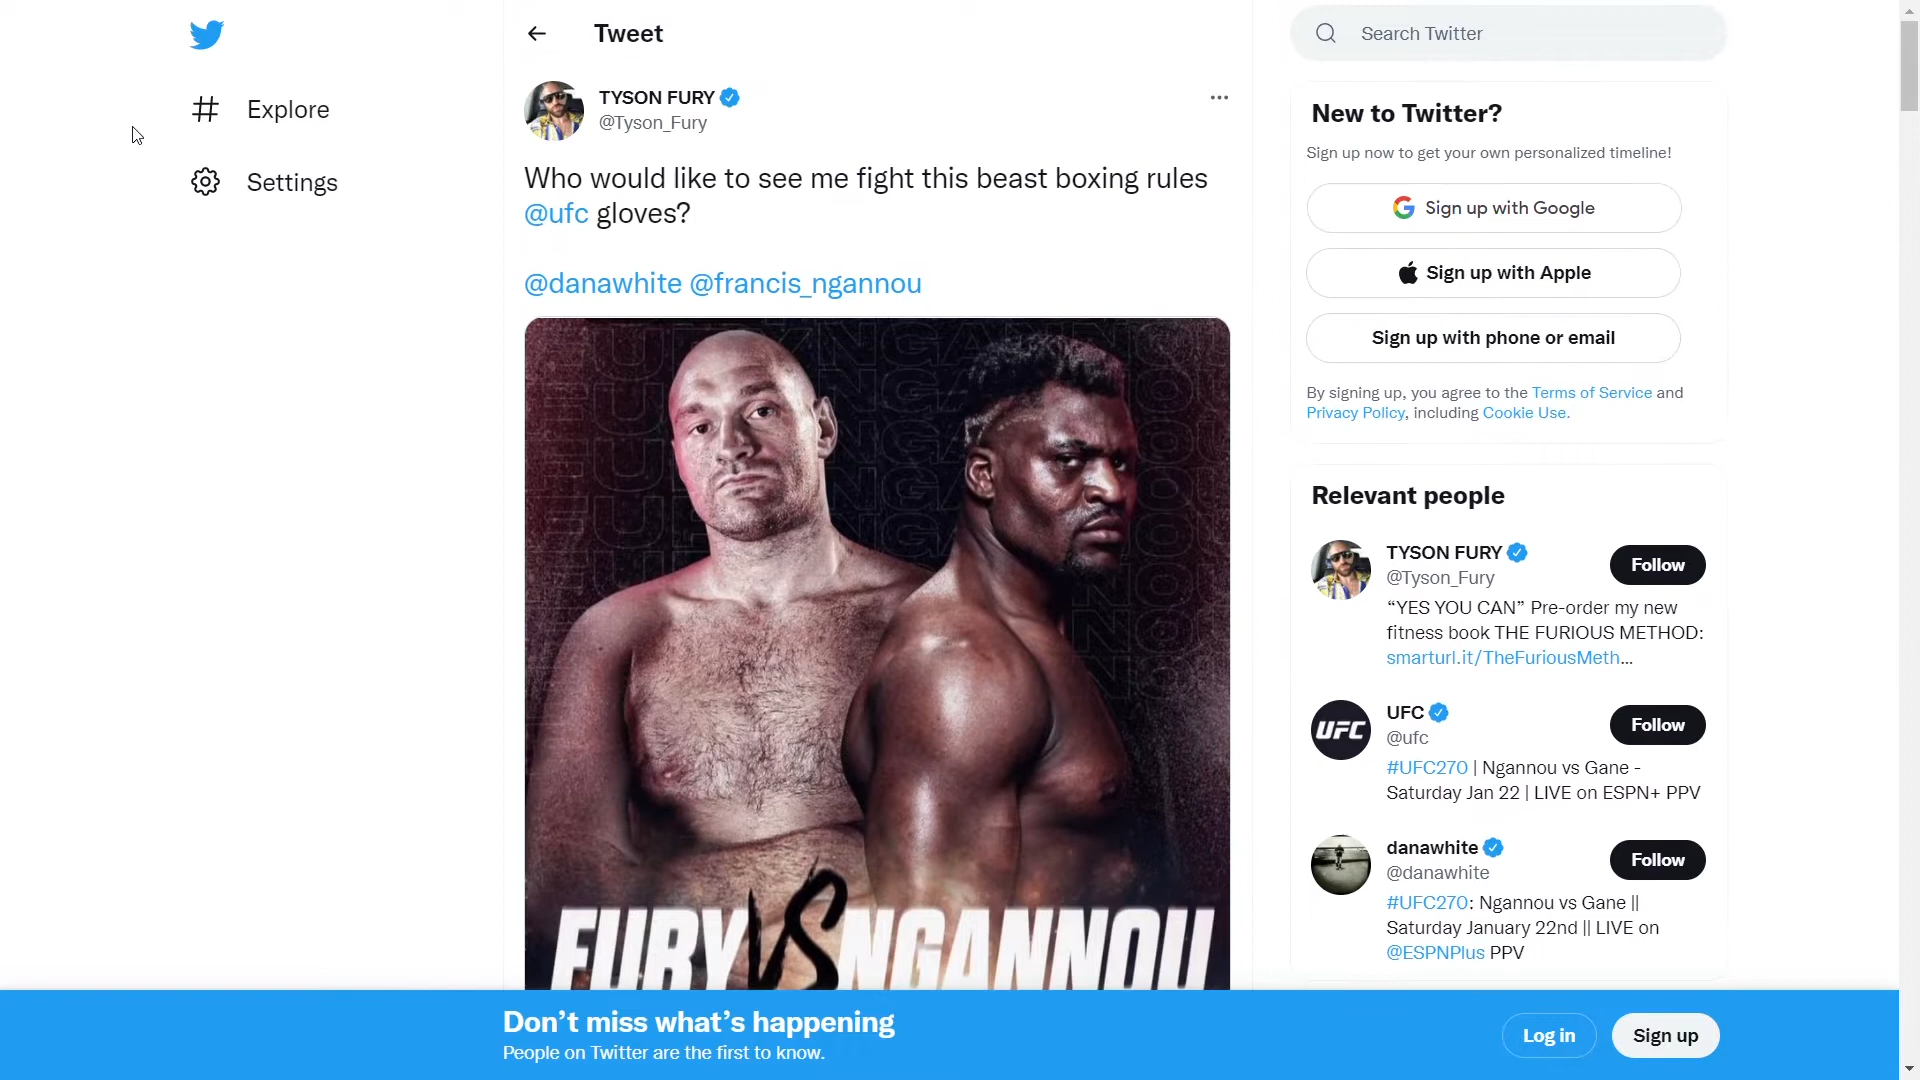 Explore
Settings
Tweet
TYSON FURY
@Tyson_Fury
Who would like to see me fight this beast boxing rules
@ufc gloves?
@danawhite @francis_ngannou
FURY VS NGANNOU
Search Twitter
New to Twitter?
Sign up now to get your own personalized timeline!
Sign up with Google
Sign up with Apple
Sign up with phone or email
By signing up, you agree to the Terms of Service and
Privacy Policy, including Cookie Use.
Relevant people
TYSON FURY
@Tyson_Fury
Follow
“YES YOU CAN” Pre-order my new
fitness book THE FURIOUS METHOD:
smarturl.it/TheFuriousMeth...
UFC
UFC
@ufc
Follow
#UFC270 | Ngannou vs Gane -
Saturday Jan 22 | LIVE on ESPN+ PPV
danawhite
@danawhite
Follow
#UFC270: Ngannou vs Gane ||
Saturday January 22nd || LIVE on
@ESPNPlus PPV
Don’t miss what’s happening
People on Twitter are the first to know.
Log in
Sign up